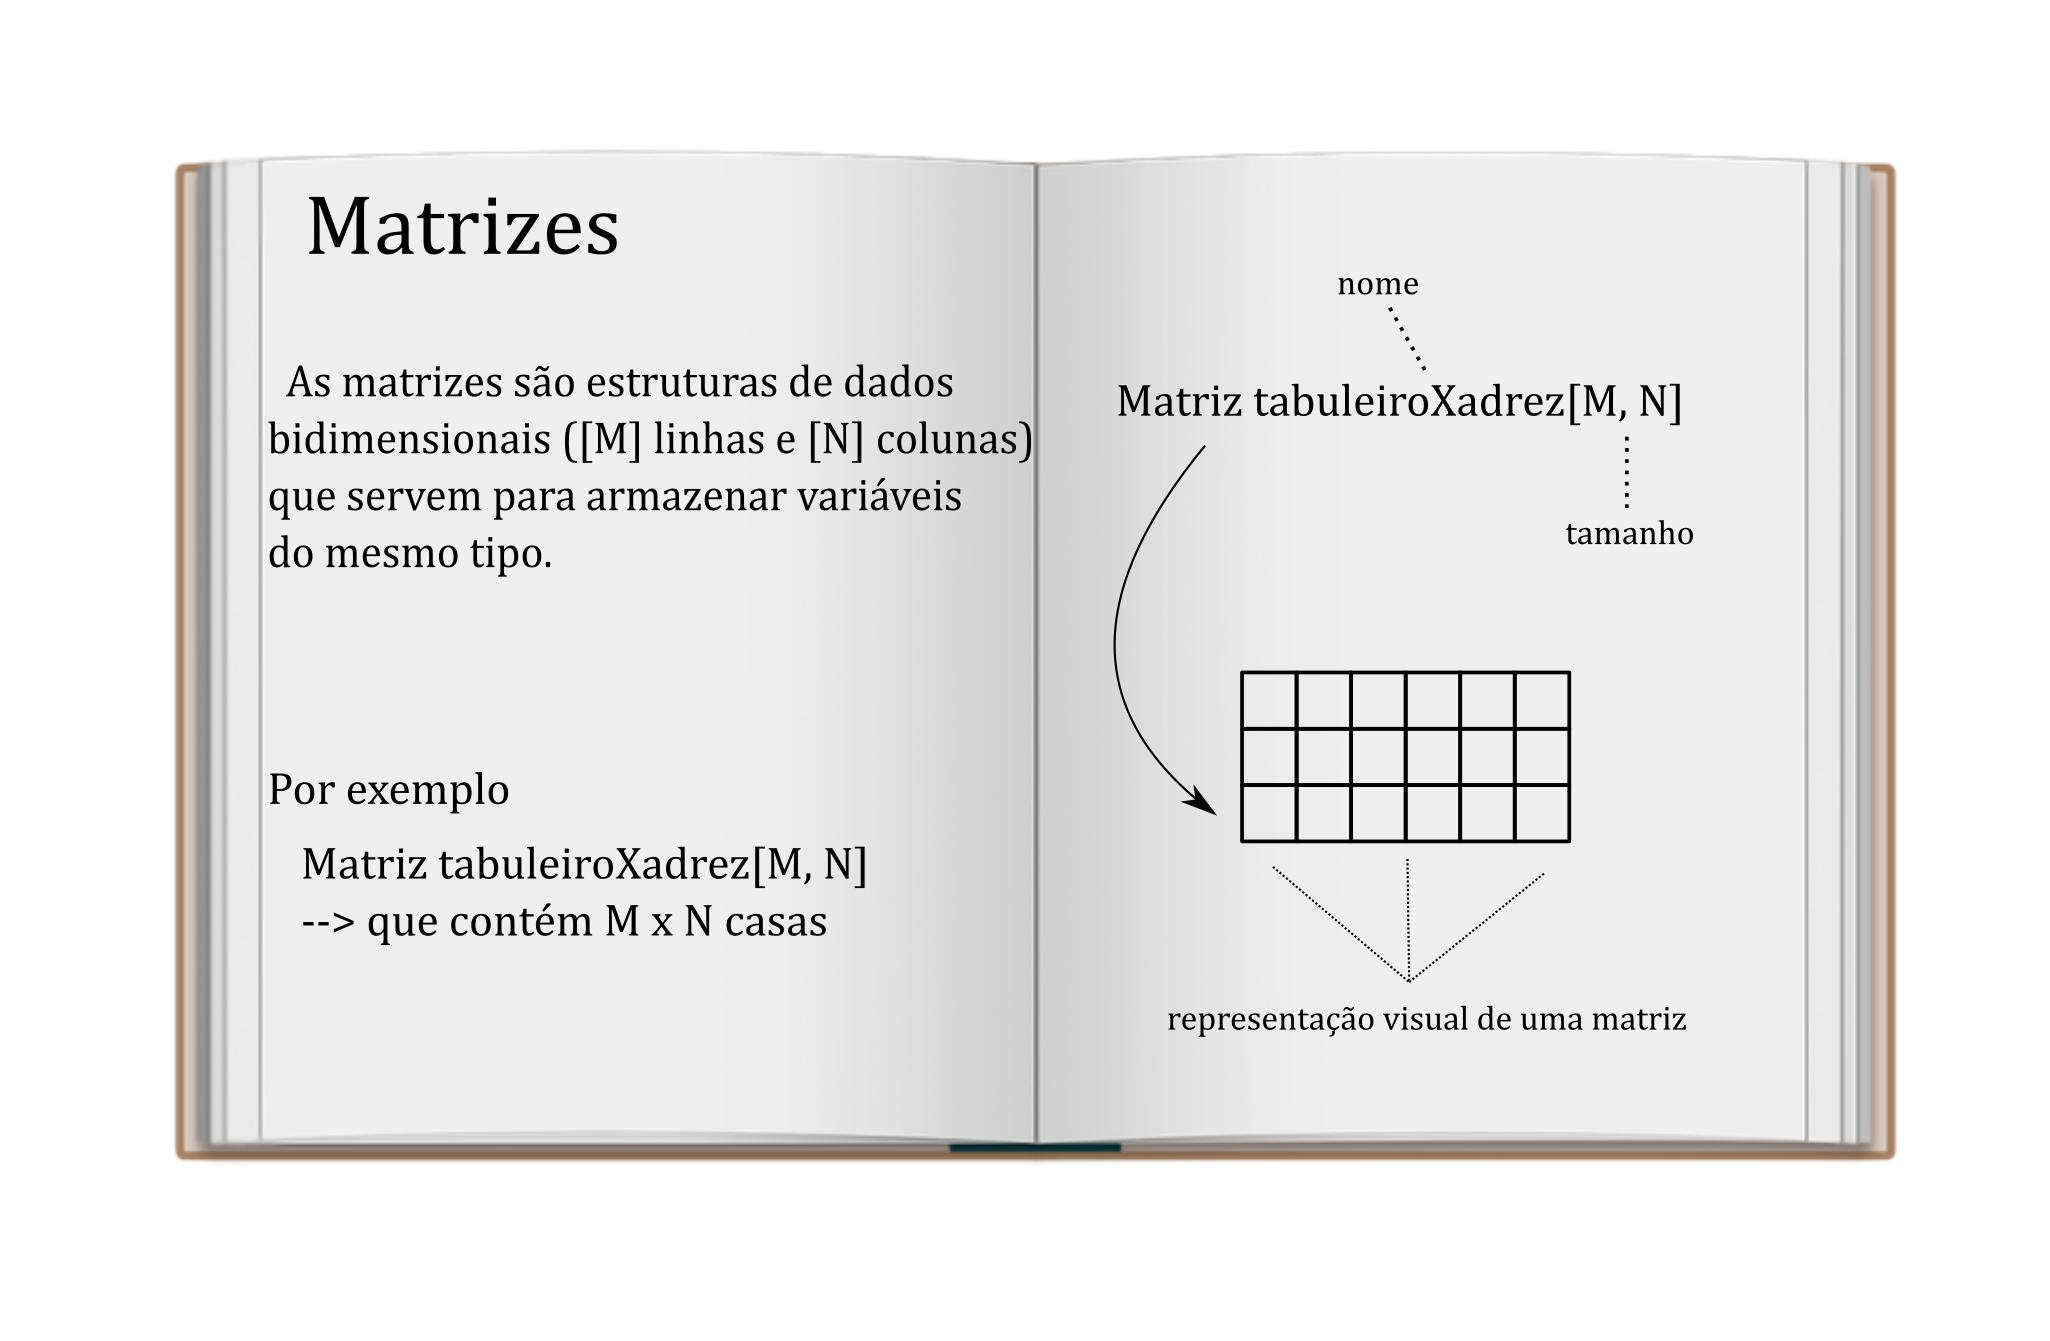 Matrizes
As matrizes são estruturas de dados
bidimensionais ([M] linhas e [N] colunas)
que servem para armazenar variáveis
do mesmo tipo.
Por exemplo
Matriz tabuleiroXadrez[M, N]
--> que contém M x N casas
nome
Matriz tabuleiroXadrez[M, N]
tamanho
representação visual de uma matriz